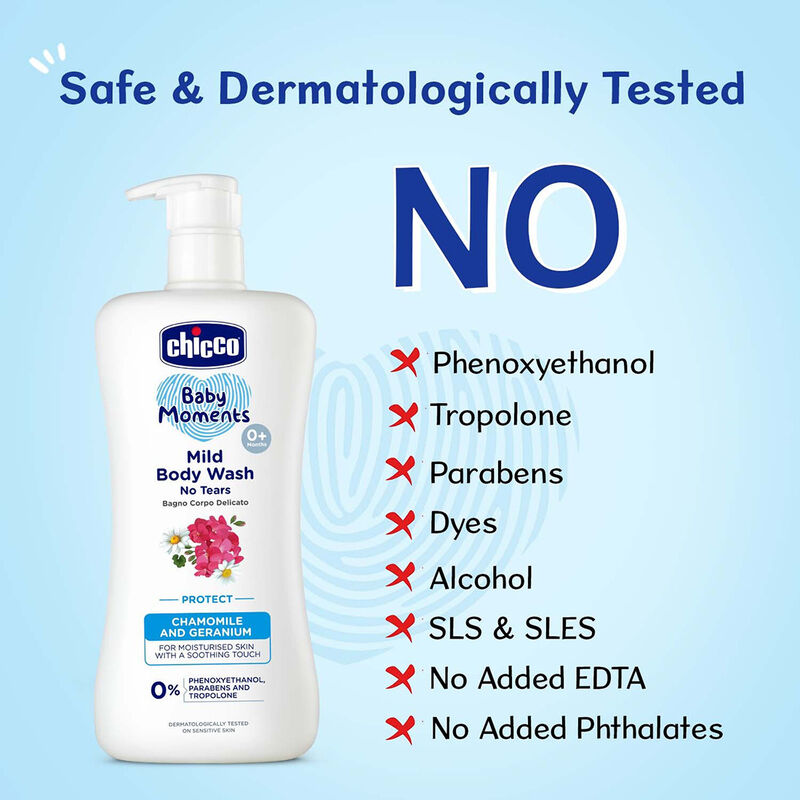 Safe & Dermatologically Tested
NO
Phenoxyethanol
Tropolone
Parabens
Dyes
Alcohol
SLS & SLES
No Added EDTA
No Added Phthalates
chicco
Baby
Moments
0+
Months
Mild
Body Wash
No Tears
Bagno Corpo Delicato
PROTECT
CHAMOMILE
AND GERANIUM
FOR MOISTURISED SKIN
WITH A SOOTHING TOUCH
0%
PHENOXYETHANOL,
PARABENS AND
TROPOLONE
DERMATOLOGICALLY TESTED
ON SENSITIVE SKIN